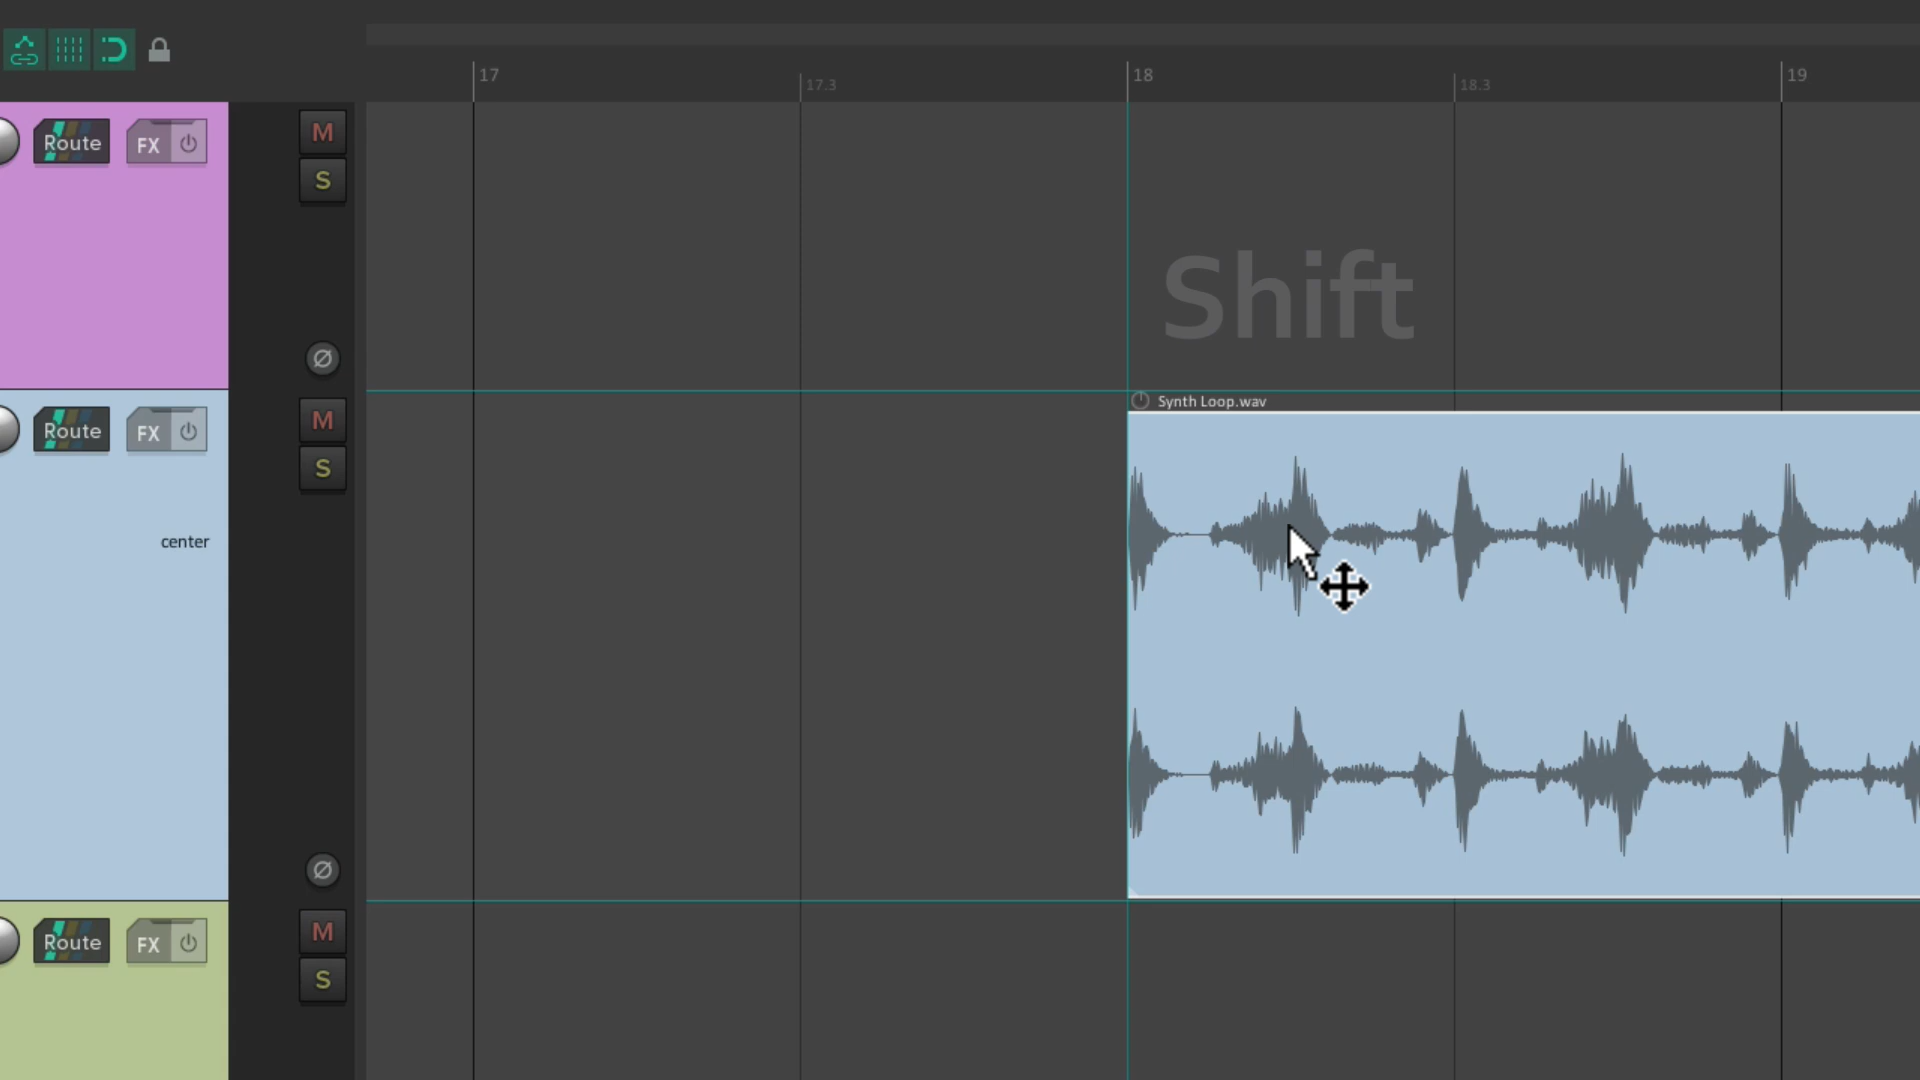 17
17.3
18
18.3
19
Route FX M
S
Shift
Ø
Synth Loop.wav
Route FX M
S
center
Ø
Route FX M
S